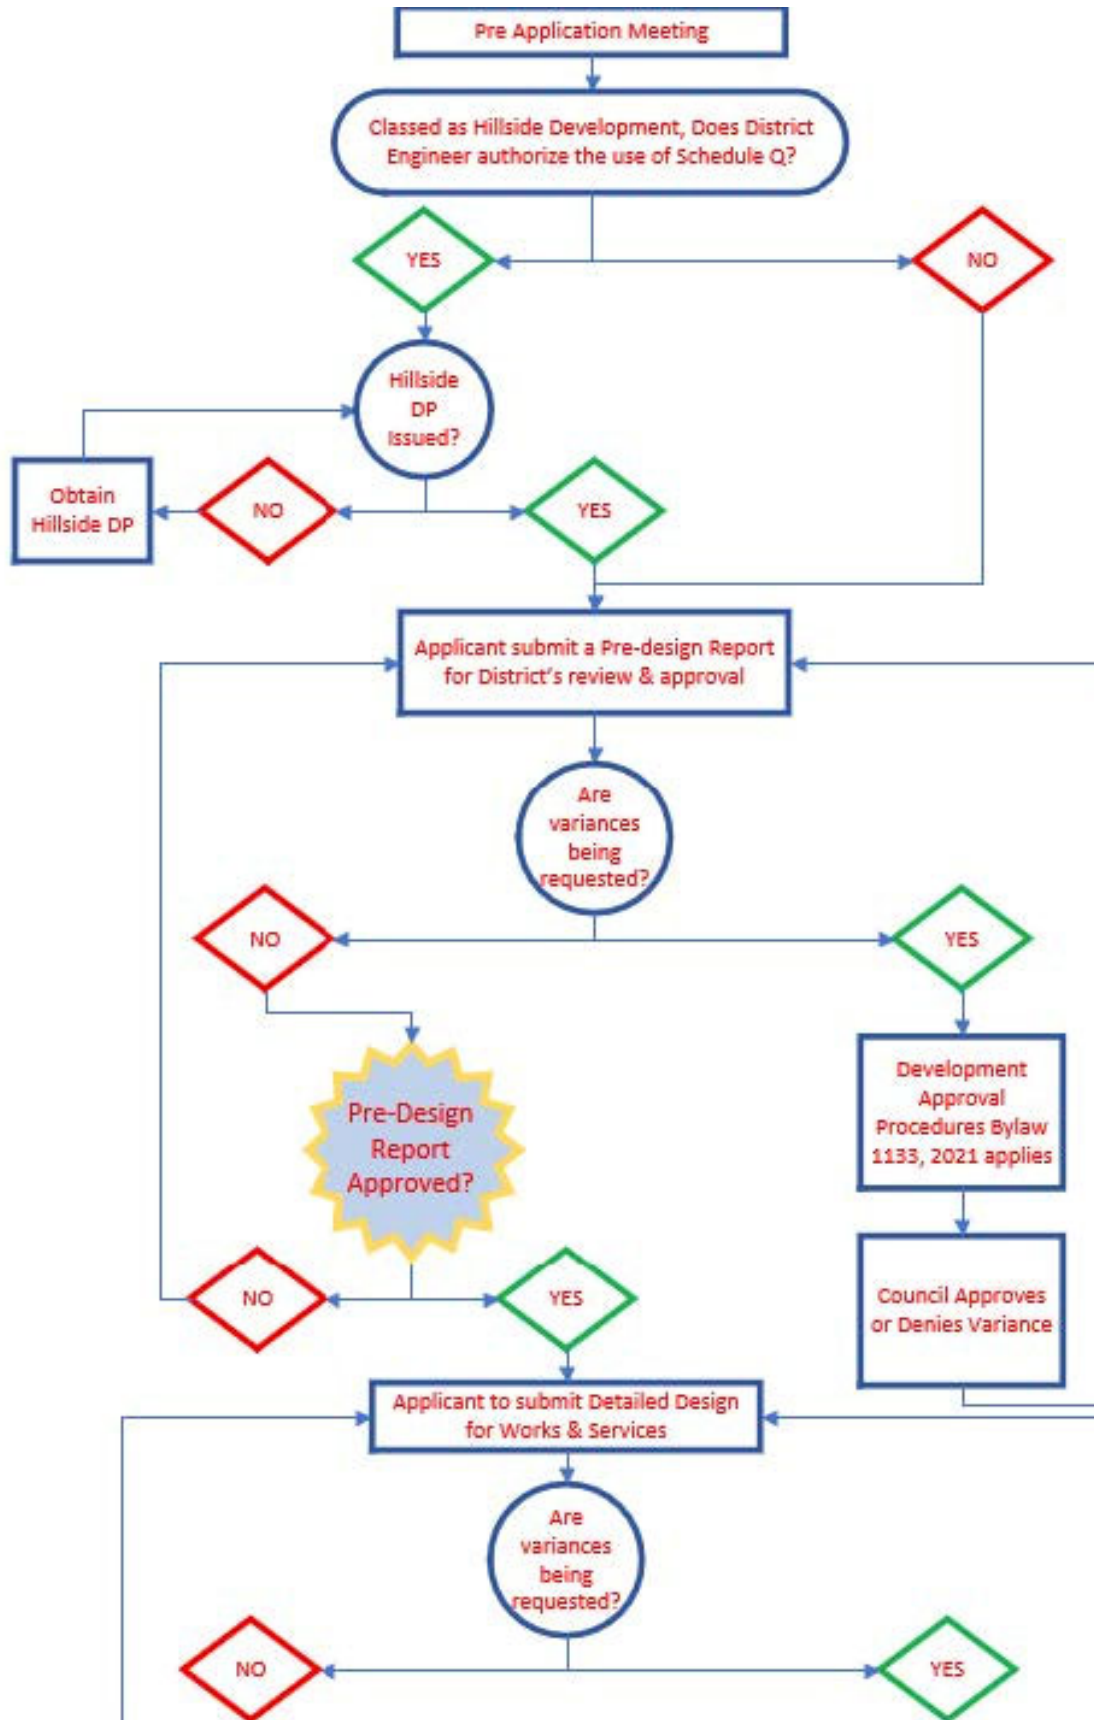 Pre Application Meeting
Classed as Hillside Development, Does District
Engineer authorize the use of Schedule Q?
YES
NO
Hillside
DP
Issued?
Obtain
Hillside DP
NO
YES
Applicant submit a Pre-design Report
for District's review & approval
Are
variances
being
requested?
NO
YES
Pre-Design
Report
Approved?
Development
Approval
Procedures Bylaw
1133, 2021 applies
NO
YES
Council Approves
or Denies Variance
Applicant to submit Detailed Design
for Works & Services
Are
variances
being
requested?
NO
YES